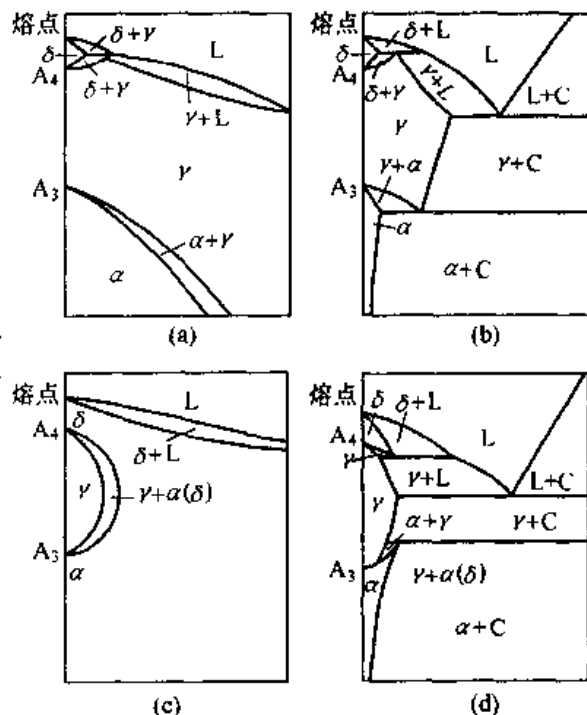 熔点
δ+γ
L
δ
A4
δ+γ
γ+L
γ
A3
α+γ
α
(a)
熔点
δ+L
L
δ
A4
δ+γ
γ+L
L+C
γ
γ+C
γ+α
A3
α
α+C
(b)
熔点
L
A4
δ
δ+L
γ
γ+α(δ)
A3
α
(c)
熔点
δ
δ+L
L
A4
γ
γ+L
L+C
γ
α+γ
γ+C
A3
α
γ+α(δ)
α+C
(d)